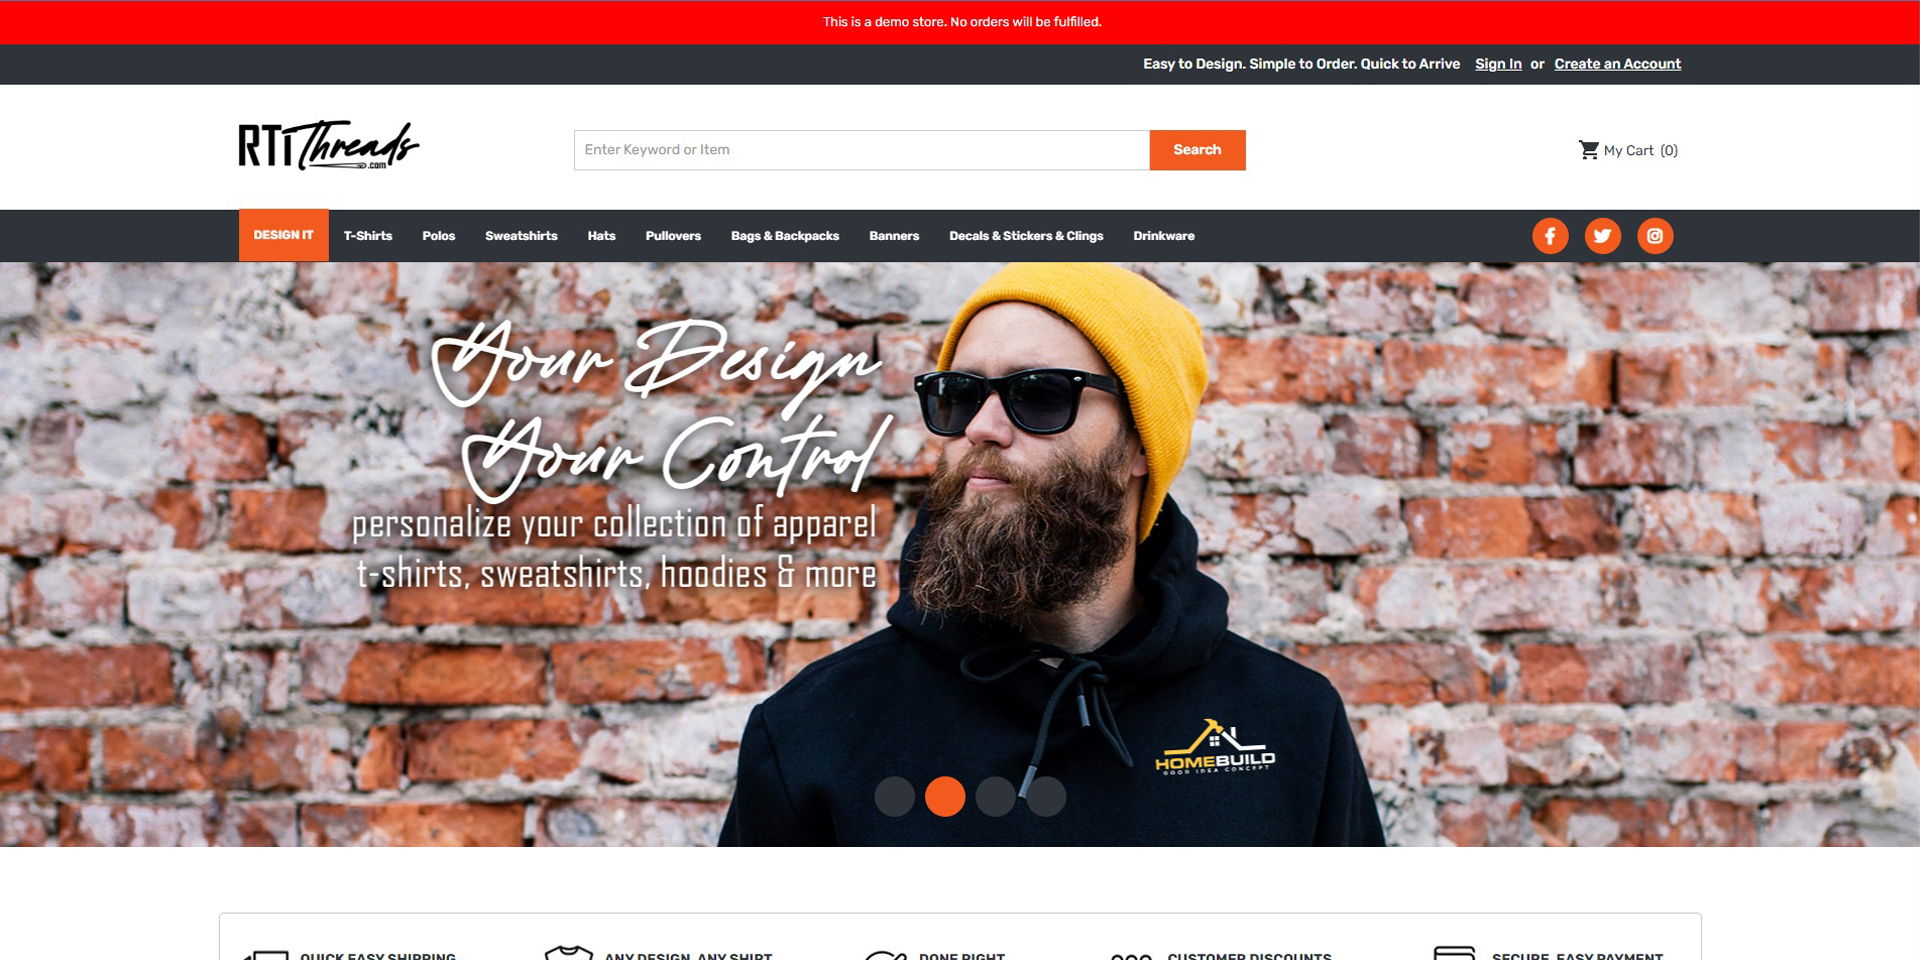 This is a demo store. No orders will be fulfilled.
Easy to Design. Simple to Order. Quick to Arrive Sign In or Create an Account
RTI Threads
.com
Enter Keyword or Item
Search
My Cart (0)
DESIGN IT T-Shirts Polos Sweatshirts Hats Pullovers Bags & Backpacks Banners Decals & Stickers & Clings Drinkware
Your Design
Your Control
personalize your collection of apparel
t-shirts, sweatshirts, hoodies & more
HOMEBUILD
GOOD IDEA CONCEPT
QUICK EASY SHIPPING ANY DESIGN, ANY SHIRT DONE RIGHT CUSTOMER DISCOUNTS SECURE, EASY PAYMENT